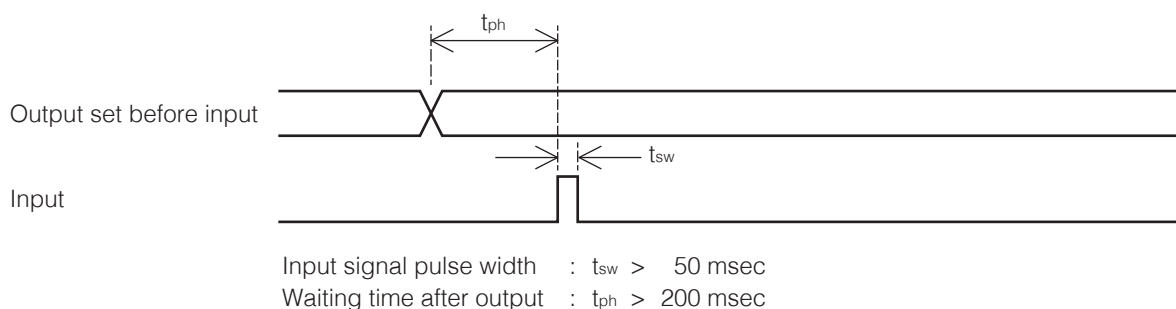 tph
Output set before input
tsw
Input
Input signal pulse width : tsw > 50 msec
Waiting time after output : tph > 200 msec